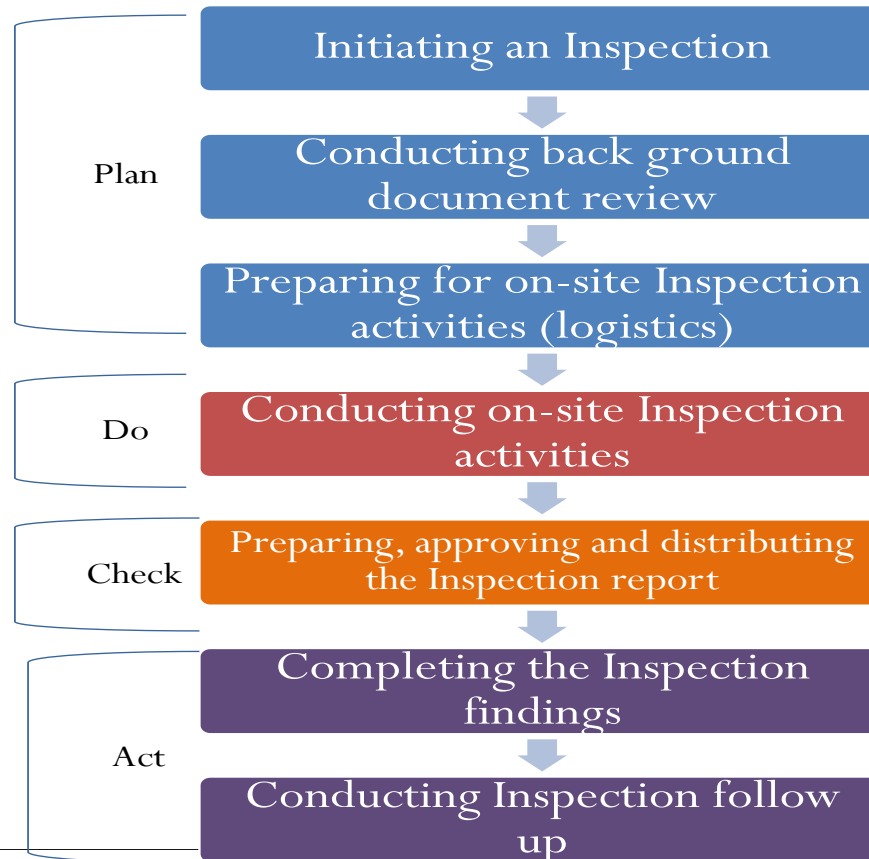 Initiating an Inspection
Plan
Conducting back ground
document review
Preparing for on-site Inspection
activities (logistics)
Do
Conducting on-site Inspection
activities
Check
Preparing, approving and distributing
the Inspection report
Act
Completing the Inspection
findings
Conducting Inspection follow
up